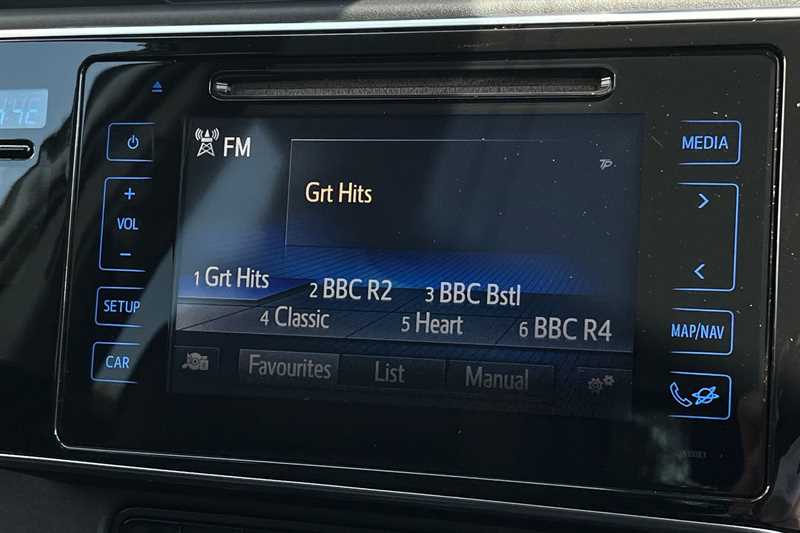 FM
TP
Grt Hits
1 Grt Hits
2 BBC R2
3 BBC Bstl
4 Classic
5 Heart
6 BBC R4
Favourites
List
Manual
+
VOL
−
SETUP
CAR
MEDIA
>
<
MAP/NAV